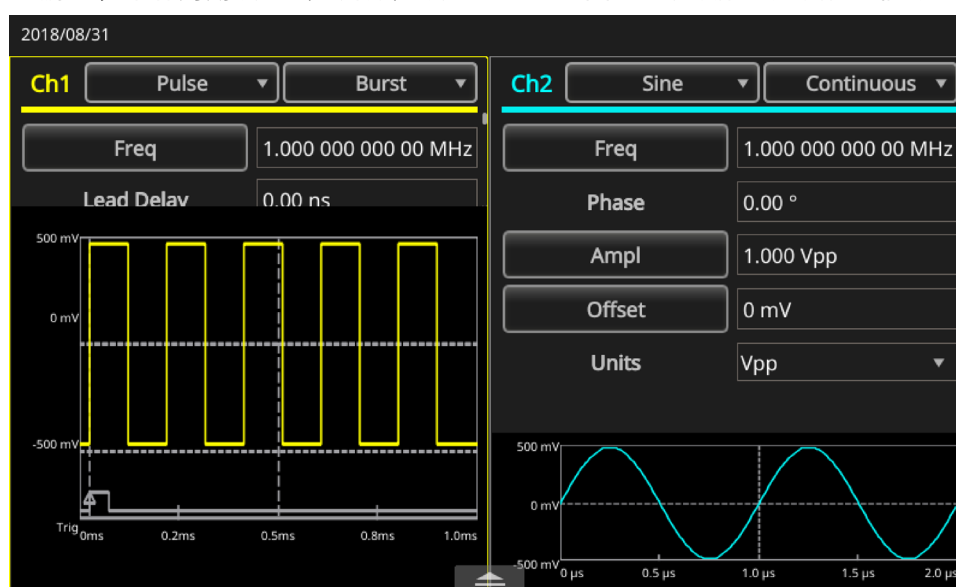 2018/08/31
Ch1 Pulse Burst
Freq 1.000 000 000 00 MHz
Lead Delay 0.00 ns
500 mV
0 mV
-500 mV
Trig
0ms 0.2ms 0.5ms 0.8ms 1.0ms
Ch2 Sine Continuous
Freq 1.000 000 000 00 MHz
Phase 0.00 °
Ampl 1.000 Vpp
Offset 0 mV
Units Vpp
500 mV
0 mV
-500 mV
0 µs 0.5 µs 1.0 µs 1.5 µs 2.0 µs